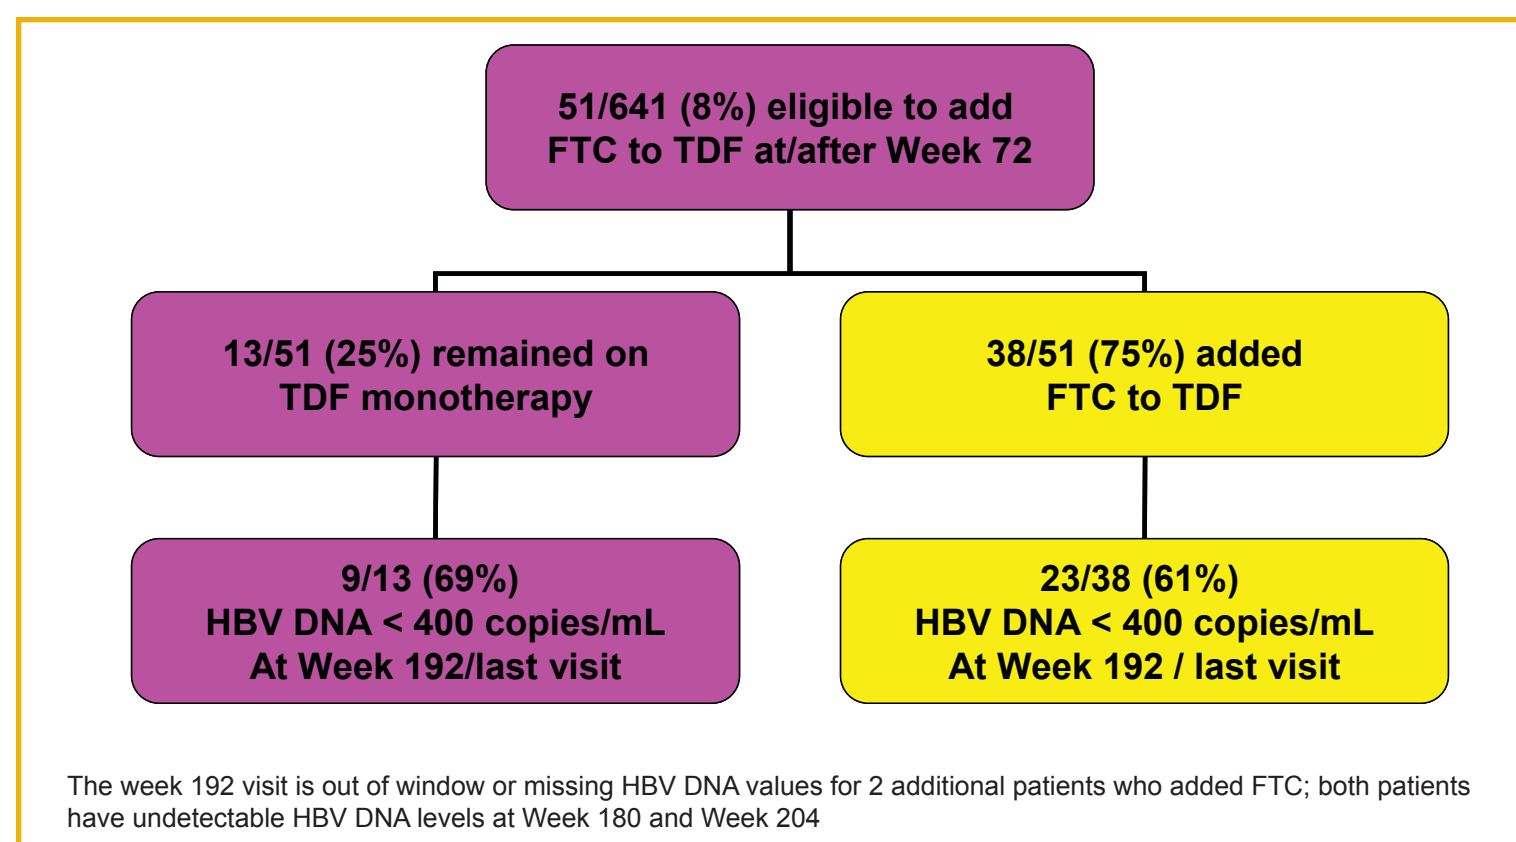 51/641 (8%) eligible to add
FTC to TDF at/after Week 72
13/51 (25%) remained on
TDF monotherapy
38/51 (75%) added
FTC to TDF
9/13 (69%)
HBV DNA < 400 copies/mL
At Week 192/last visit
23/38 (61%)
HBV DNA < 400 copies/mL
At Week 192 / last visit
The week 192 visit is out of window or missing HBV DNA values for 2 additional patients who added FTC; both patients
have undetectable HBV DNA levels at Week 180 and Week 204